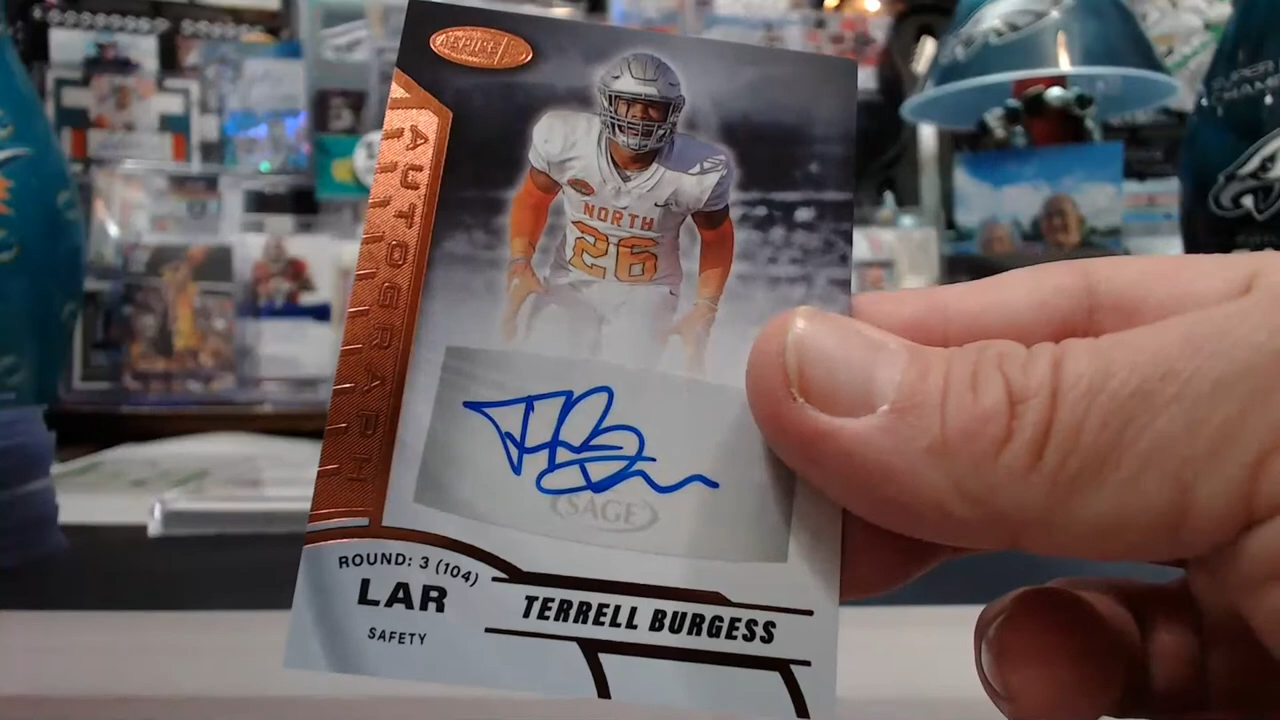 ASPIRE
AUTOGRAPH
NORTH
26
SAGE
ROUND: 3 (104)
LAR
SAFETY
TERRELL BURGESS